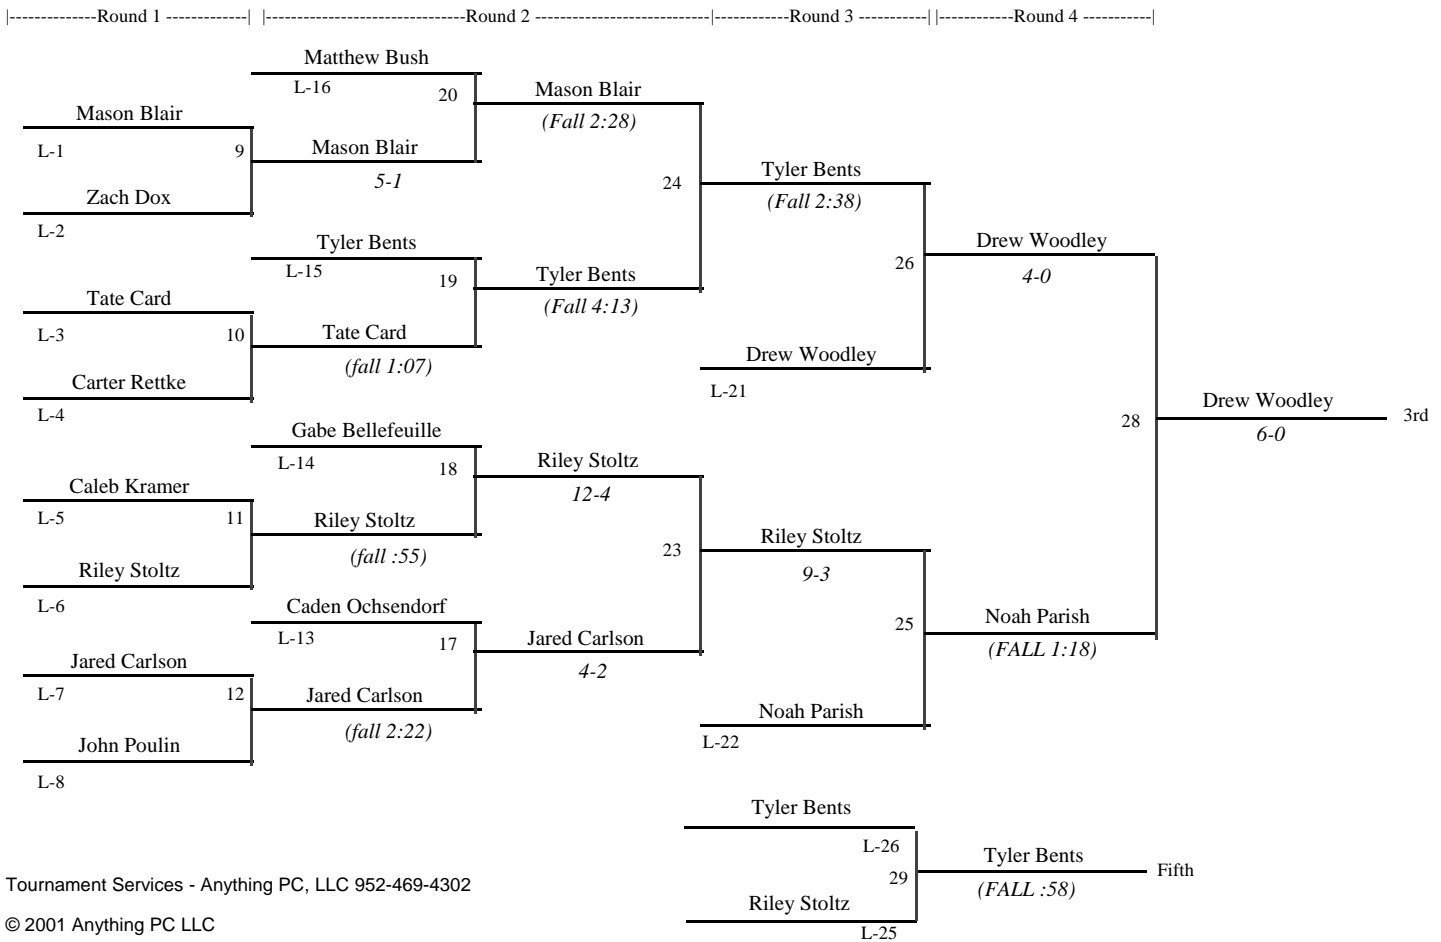 |--------------Round 1 -------------| |--------------------------------Round 2 ----------------------------|------------Round 3 -----------| |------------Round 4 -----------|
Matthew Bush
L-16
20
Mason Blair
(Fall 2:28)
Mason Blair
L-1
9
Mason Blair
5-1
Zach Dox
L-2
24
Tyler Bents
(Fall 2:38)
Tyler Bents
L-15
19
Tyler Bents
(Fall 4:13)
Tate Card
L-3
10
Tate Card
(fall 1:07)
Carter Rettke
L-4
26
Drew Woodley
4-0
Drew Woodley
L-21
Gabe Bellefeuille
L-14
18
Riley Stoltz
12-4
Caleb Kramer
L-5
11
Riley Stoltz
(fall :55)
Riley Stoltz
L-6
23
Riley Stoltz
9-3
28
Drew Woodley
6-0
3rd
Caden Ochsendorf
L-13
17
Jared Carlson
4-2
Jared Carlson
L-7
12
Jared Carlson
(fall 2:22)
John Poulin
L-8
25
Noah Parish
(FALL 1:18)
Noah Parish
L-22
Tyler Bents
L-26
29
Tyler Bents
(FALL :58)
Fifth
Riley Stoltz
L-25
Tournament Services - Anything PC, LLC 952-469-4302
© 2001 Anything PC LLC